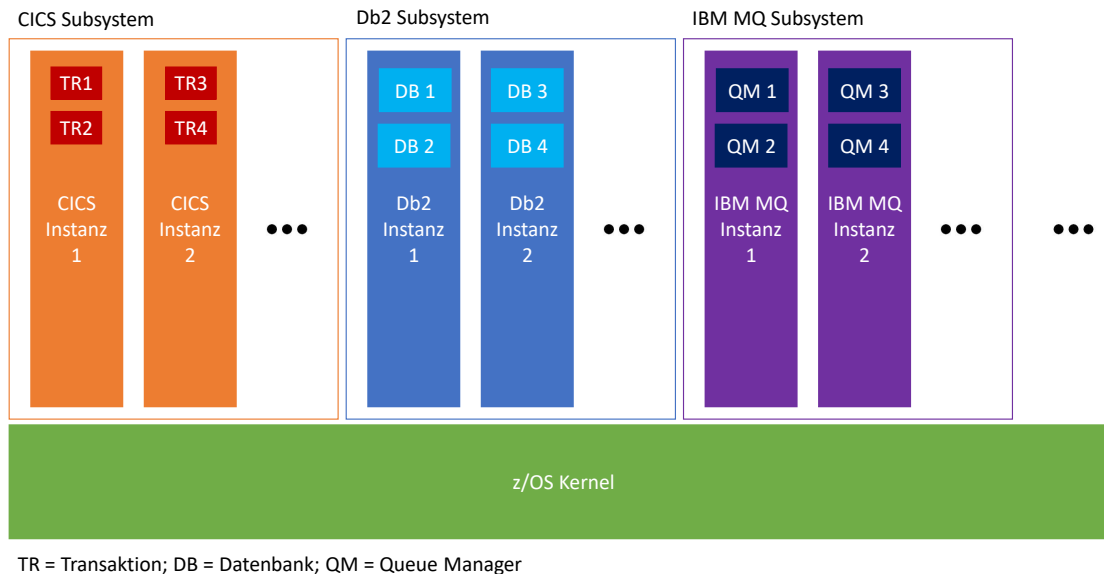 CICS Subsystem
Db2 Subsystem
IBM MQ Subsystem
TR1
TR2
CICS
Instanz
1
TR3
TR4
CICS
Instanz
2
•••
DB 1
DB 2
Db2
Instanz
1
DB 3
DB 4
Db2
Instanz
2
•••
QM 1
QM 2
IBM MQ
Instanz
1
QM 3
QM 4
IBM MQ
Instanz
2
•••
•••
z/OS Kernel
TR = Transaktion; DB = Datenbank; QM = Queue Manager